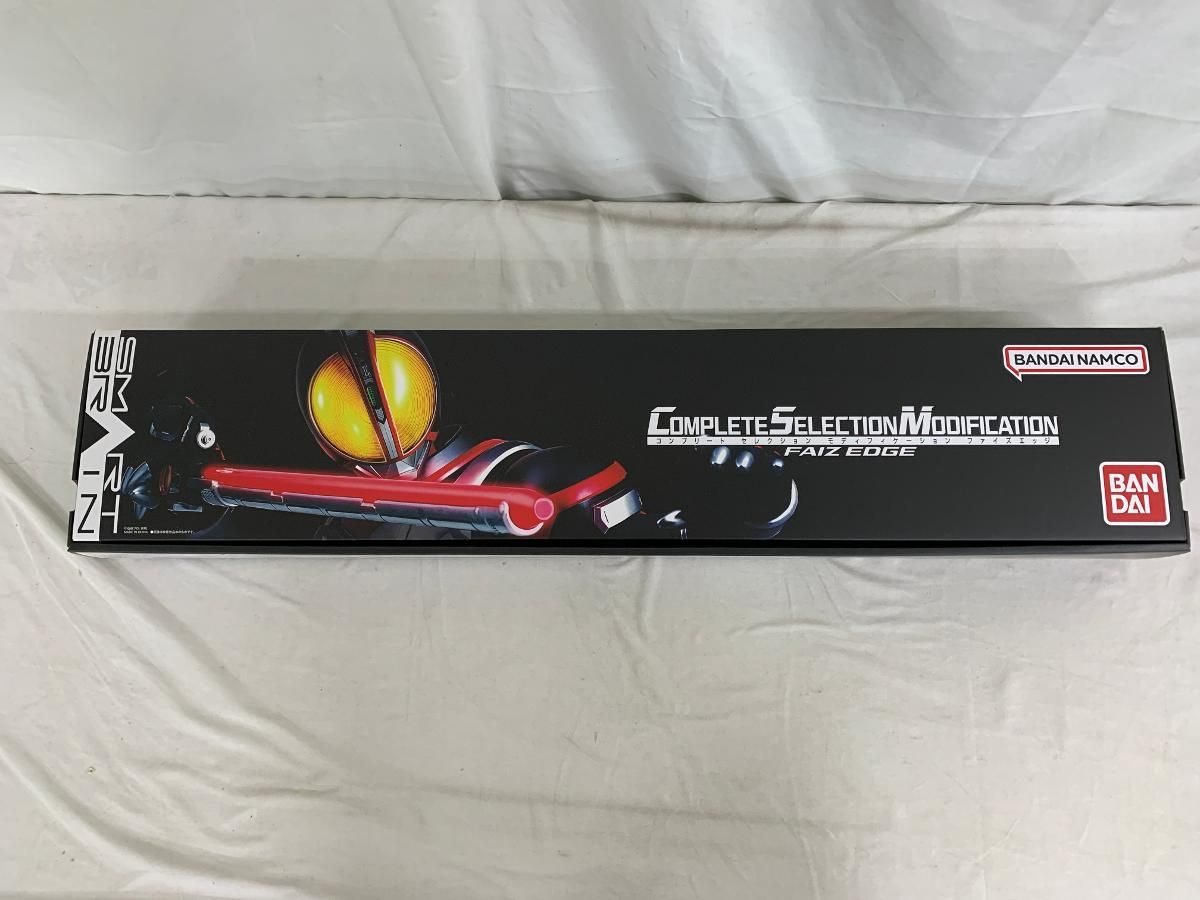 SMART
BRAIN
BANDAI NAMCO
COMPLETE SELECTION MODIFICATION
コンプリート セレクション モディフィケーション ファイズエッジ
FAIZ EDGE
BAN
DAI